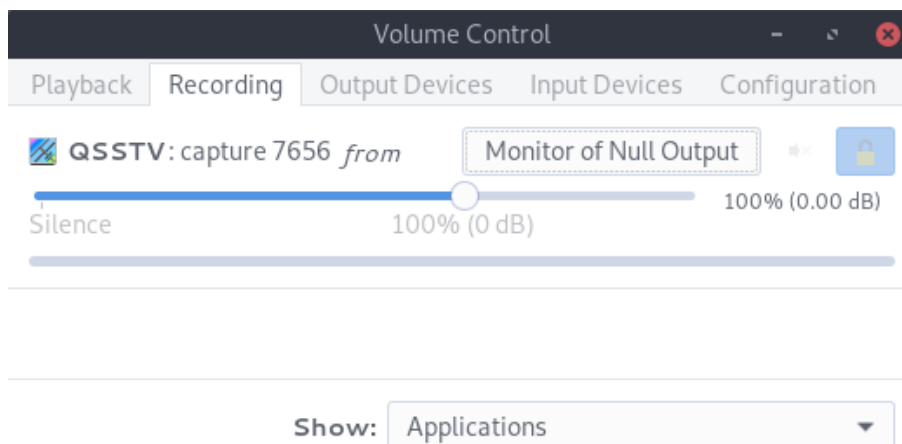 Volume Control
Playback Recording Output Devices Input Devices Configuration
QSSTV: capture 7656 from Monitor of Null Output
100% (0.00 dB)
Silence 100% (0 dB)
Show: Applications